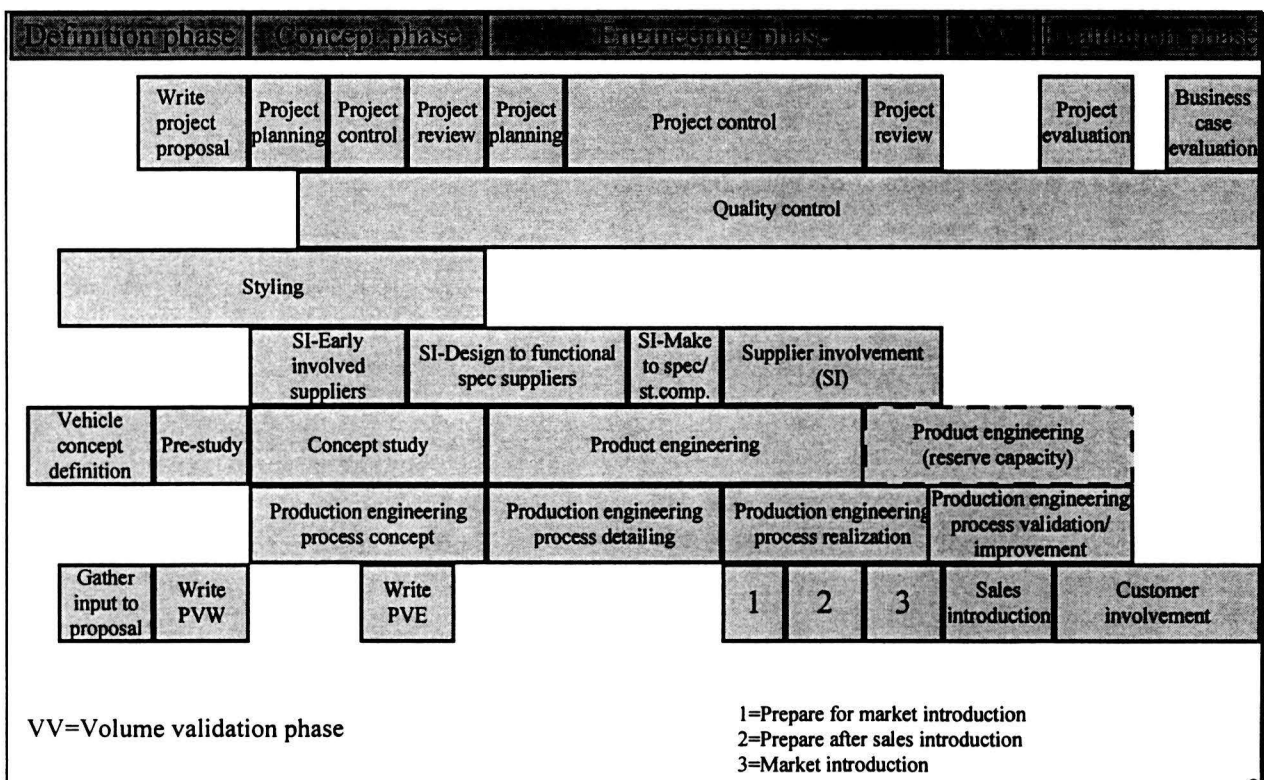 Definition phase
Concept phase
Engineering phase
Evaluation phase
Write
project
proposal
Project
planning
Project
control
Project
review
Project
planning
Project control
Project
review
Project
evaluation
Business
case
evaluation
Quality control
Styling
SI-Early
involved
suppliers
SI-Design to functional
spec suppliers
SI-Make
to spec/
st.comp.
Supplier involvement
(SI)
Vehicle
concept
definition
Pre-study
Concept study
Product engineering
Product engineering
(reserve capacity)
Production engineering
process concept
Production engineering
process detailing
Production engineering
process realization
Production engineering
process validation/
improvement
Gather
input to
proposal
Write
PVW
Write
PVE
1
2
3
Sales
introduction
Customer
involvement
VV=Volume validation phase
1=Prepare for market introduction
2=Prepare after sales introduction
3=Market introduction